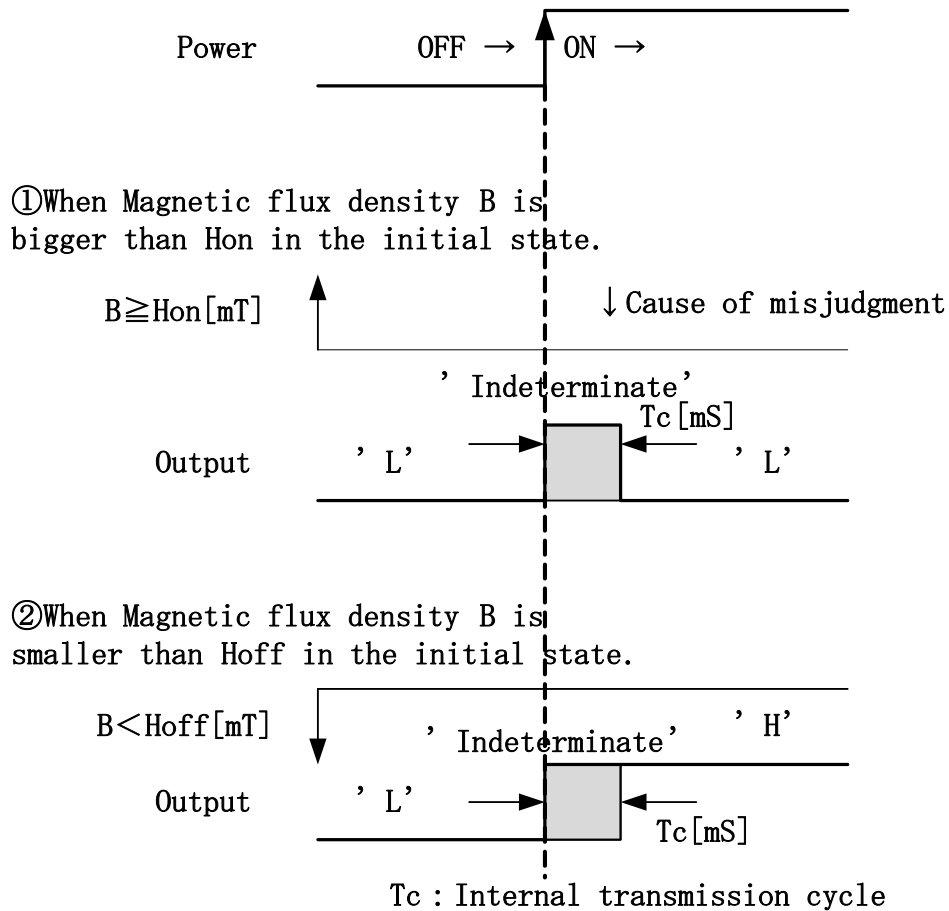 Power OFF → ON →
①When Magnetic flux density B is
bigger than Hon in the initial state.
B≧Hon[mT] ↓Cause of misjudgment
’Indeterminate’
Tc[mS]
Output ’L’ ’L’
②When Magnetic flux density B is
smaller than Hoff in the initial state.
B＜Hoff[mT] ’Indeterminate’ ’H’
Output ’L’
Tc[mS]
Tc：Internal transmission cycle